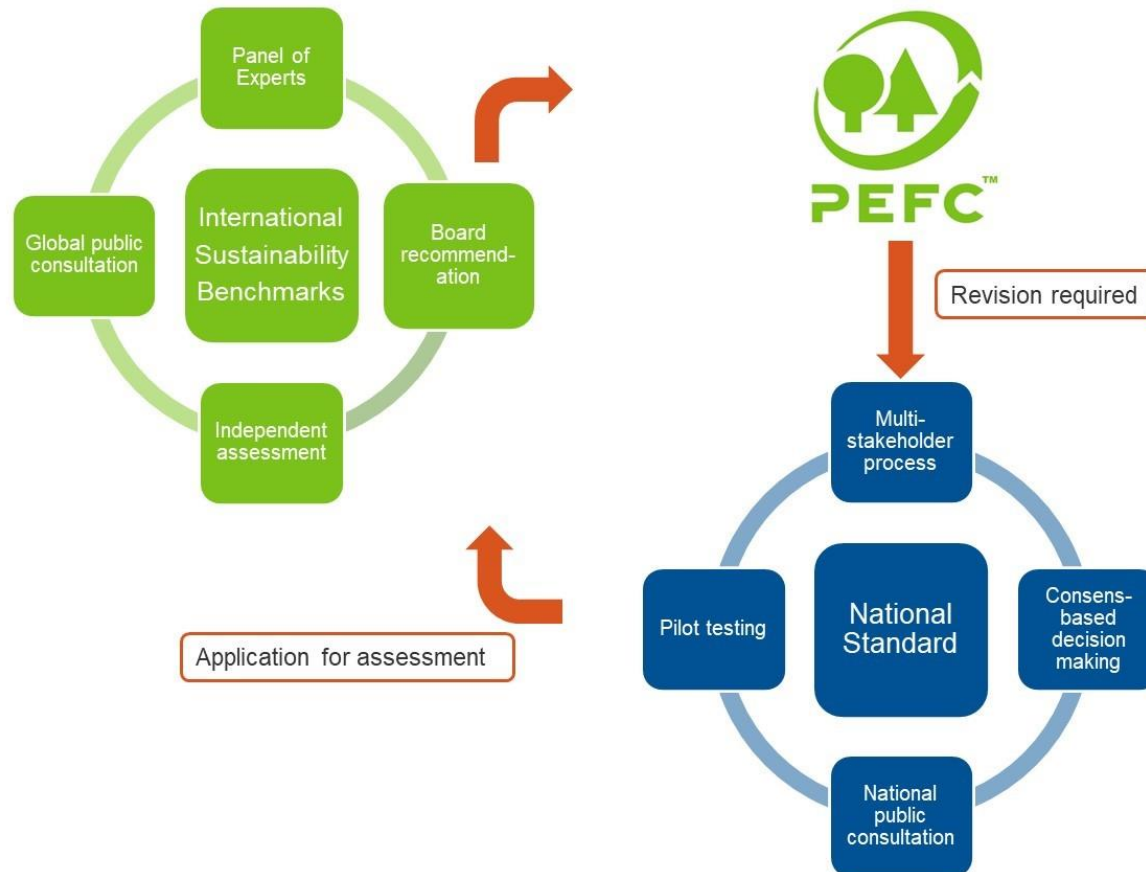 Panel of
Experts
Global public
consultation
International
Sustainability
Benchmarks
Board
recommend-
ation
Independent
assessment
PEFC™
Revision required
Application for assessment
Multi-
stakeholder
process
Pilot testing
National
Standard
Consens-
based
decision
making
National
public
consultation